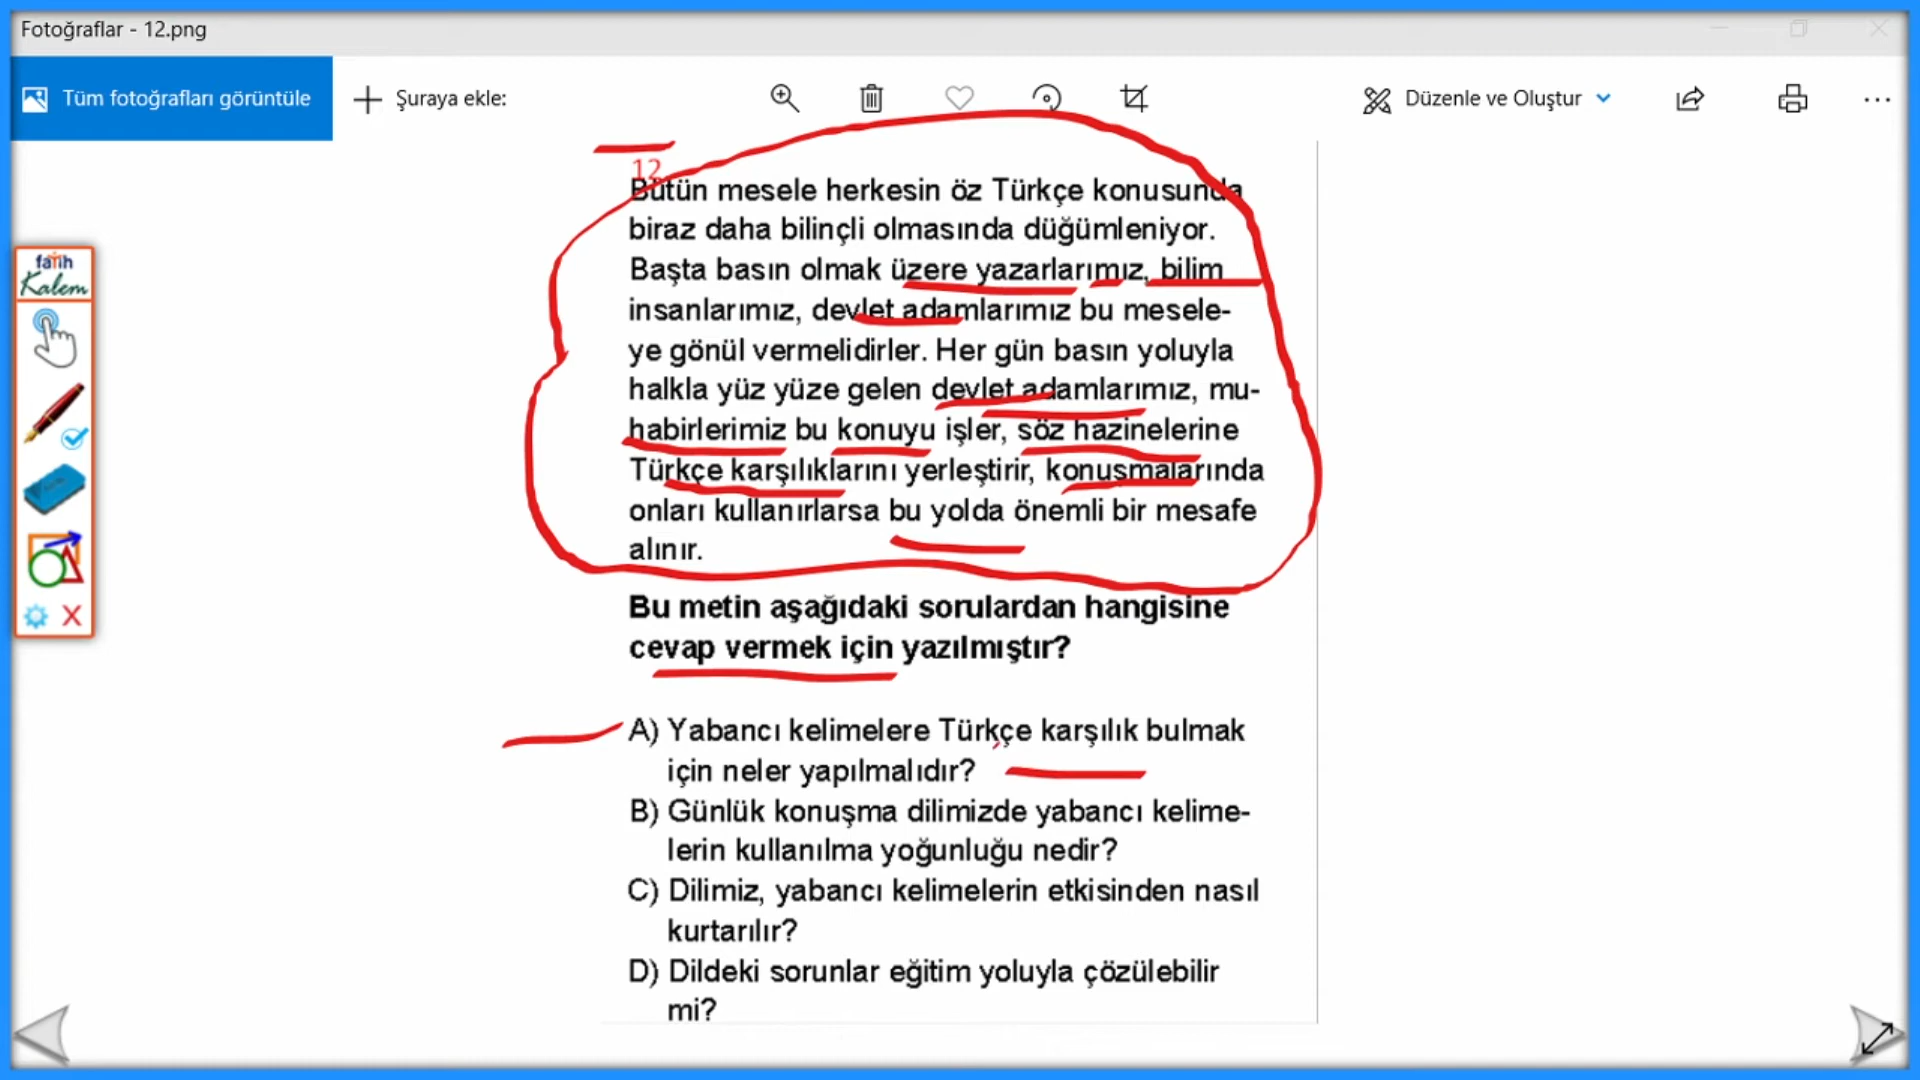 Fotoğraflar - 12.png
Tüm fotoğrafları görüntüle
Şuraya ekle:
Düzenle ve Oluştur
fatih
Kalem
12
Bütün mesele herkesin öz Türkçe konusunda
biraz daha bilinçli olmasında düğümleniyor.
Başta basın olmak üzere yazarlarımız, bilim
insanlarımız, devlet adamlarımız bu mesele-
ye gönül vermelidirler. Her gün basın yoluyla
halkla yüz yüze gelen devlet adamlarımız, mu-
habirlerimiz bu konuyu işler, söz hazinelerine
Türkçe karşılıklarını yerleştirir, konuşmalarında
onları kullanırlarsa bu yolda önemli bir mesafe
alınır.
Bu metin aşağıdaki sorulardan hangisine
cevap vermek için yazılmıştır?
A) Yabancı kelimelere Türkçe karşılık bulmak
için neler yapılmalıdır?
B) Günlük konuşma dilimizde yabancı kelime-
lerin kullanılma yoğunluğu nedir?
C) Dilimiz, yabancı kelimelerin etkisinden nasıl
kurtarılır?
D) Dildeki sorunlar eğitim yoluyla çözülebilir
mi?